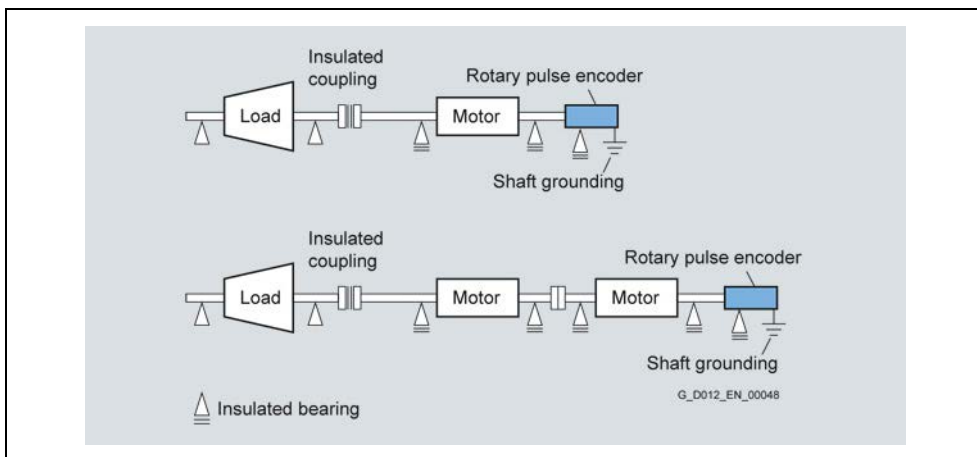 Insulated
coupling
Rotary pulse encoder
Load
Motor
Shaft grounding
Insulated
coupling
Rotary pulse encoder
Load
Motor
Motor
Shaft grounding
G_D012_EN_00048
Insulated bearing